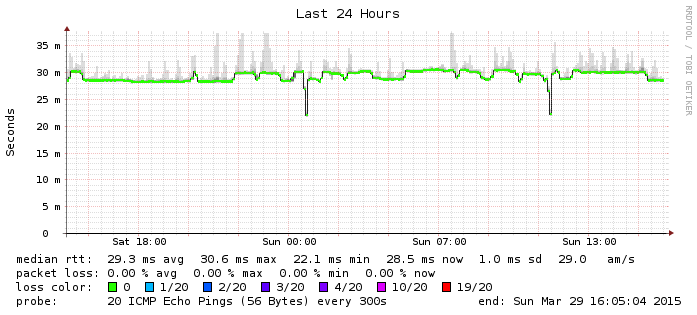 Last 24 Hours
RRDTOOL / TOBI OETIKER
Seconds
35 m
30 m
25 m
20 m
15 m
10 m
5 m
0
Sat 18:00 Sun 00:00 Sun 07:00 Sun 13:00
median rtt: 29.3 ms avg 30.6 ms max 22.1 ms min 28.5 ms now 1.0 ms sd 29.0 am/s
packet loss: 0.00 % avg 0.00 % max 0.00 % min 0.00 % now
loss color: 0 1/20 2/20 3/20 4/20 10/20 19/20
probe: 20 ICMP Echo Pings (56 Bytes) every 300s end: Sun Mar 29 16:05:04 2015